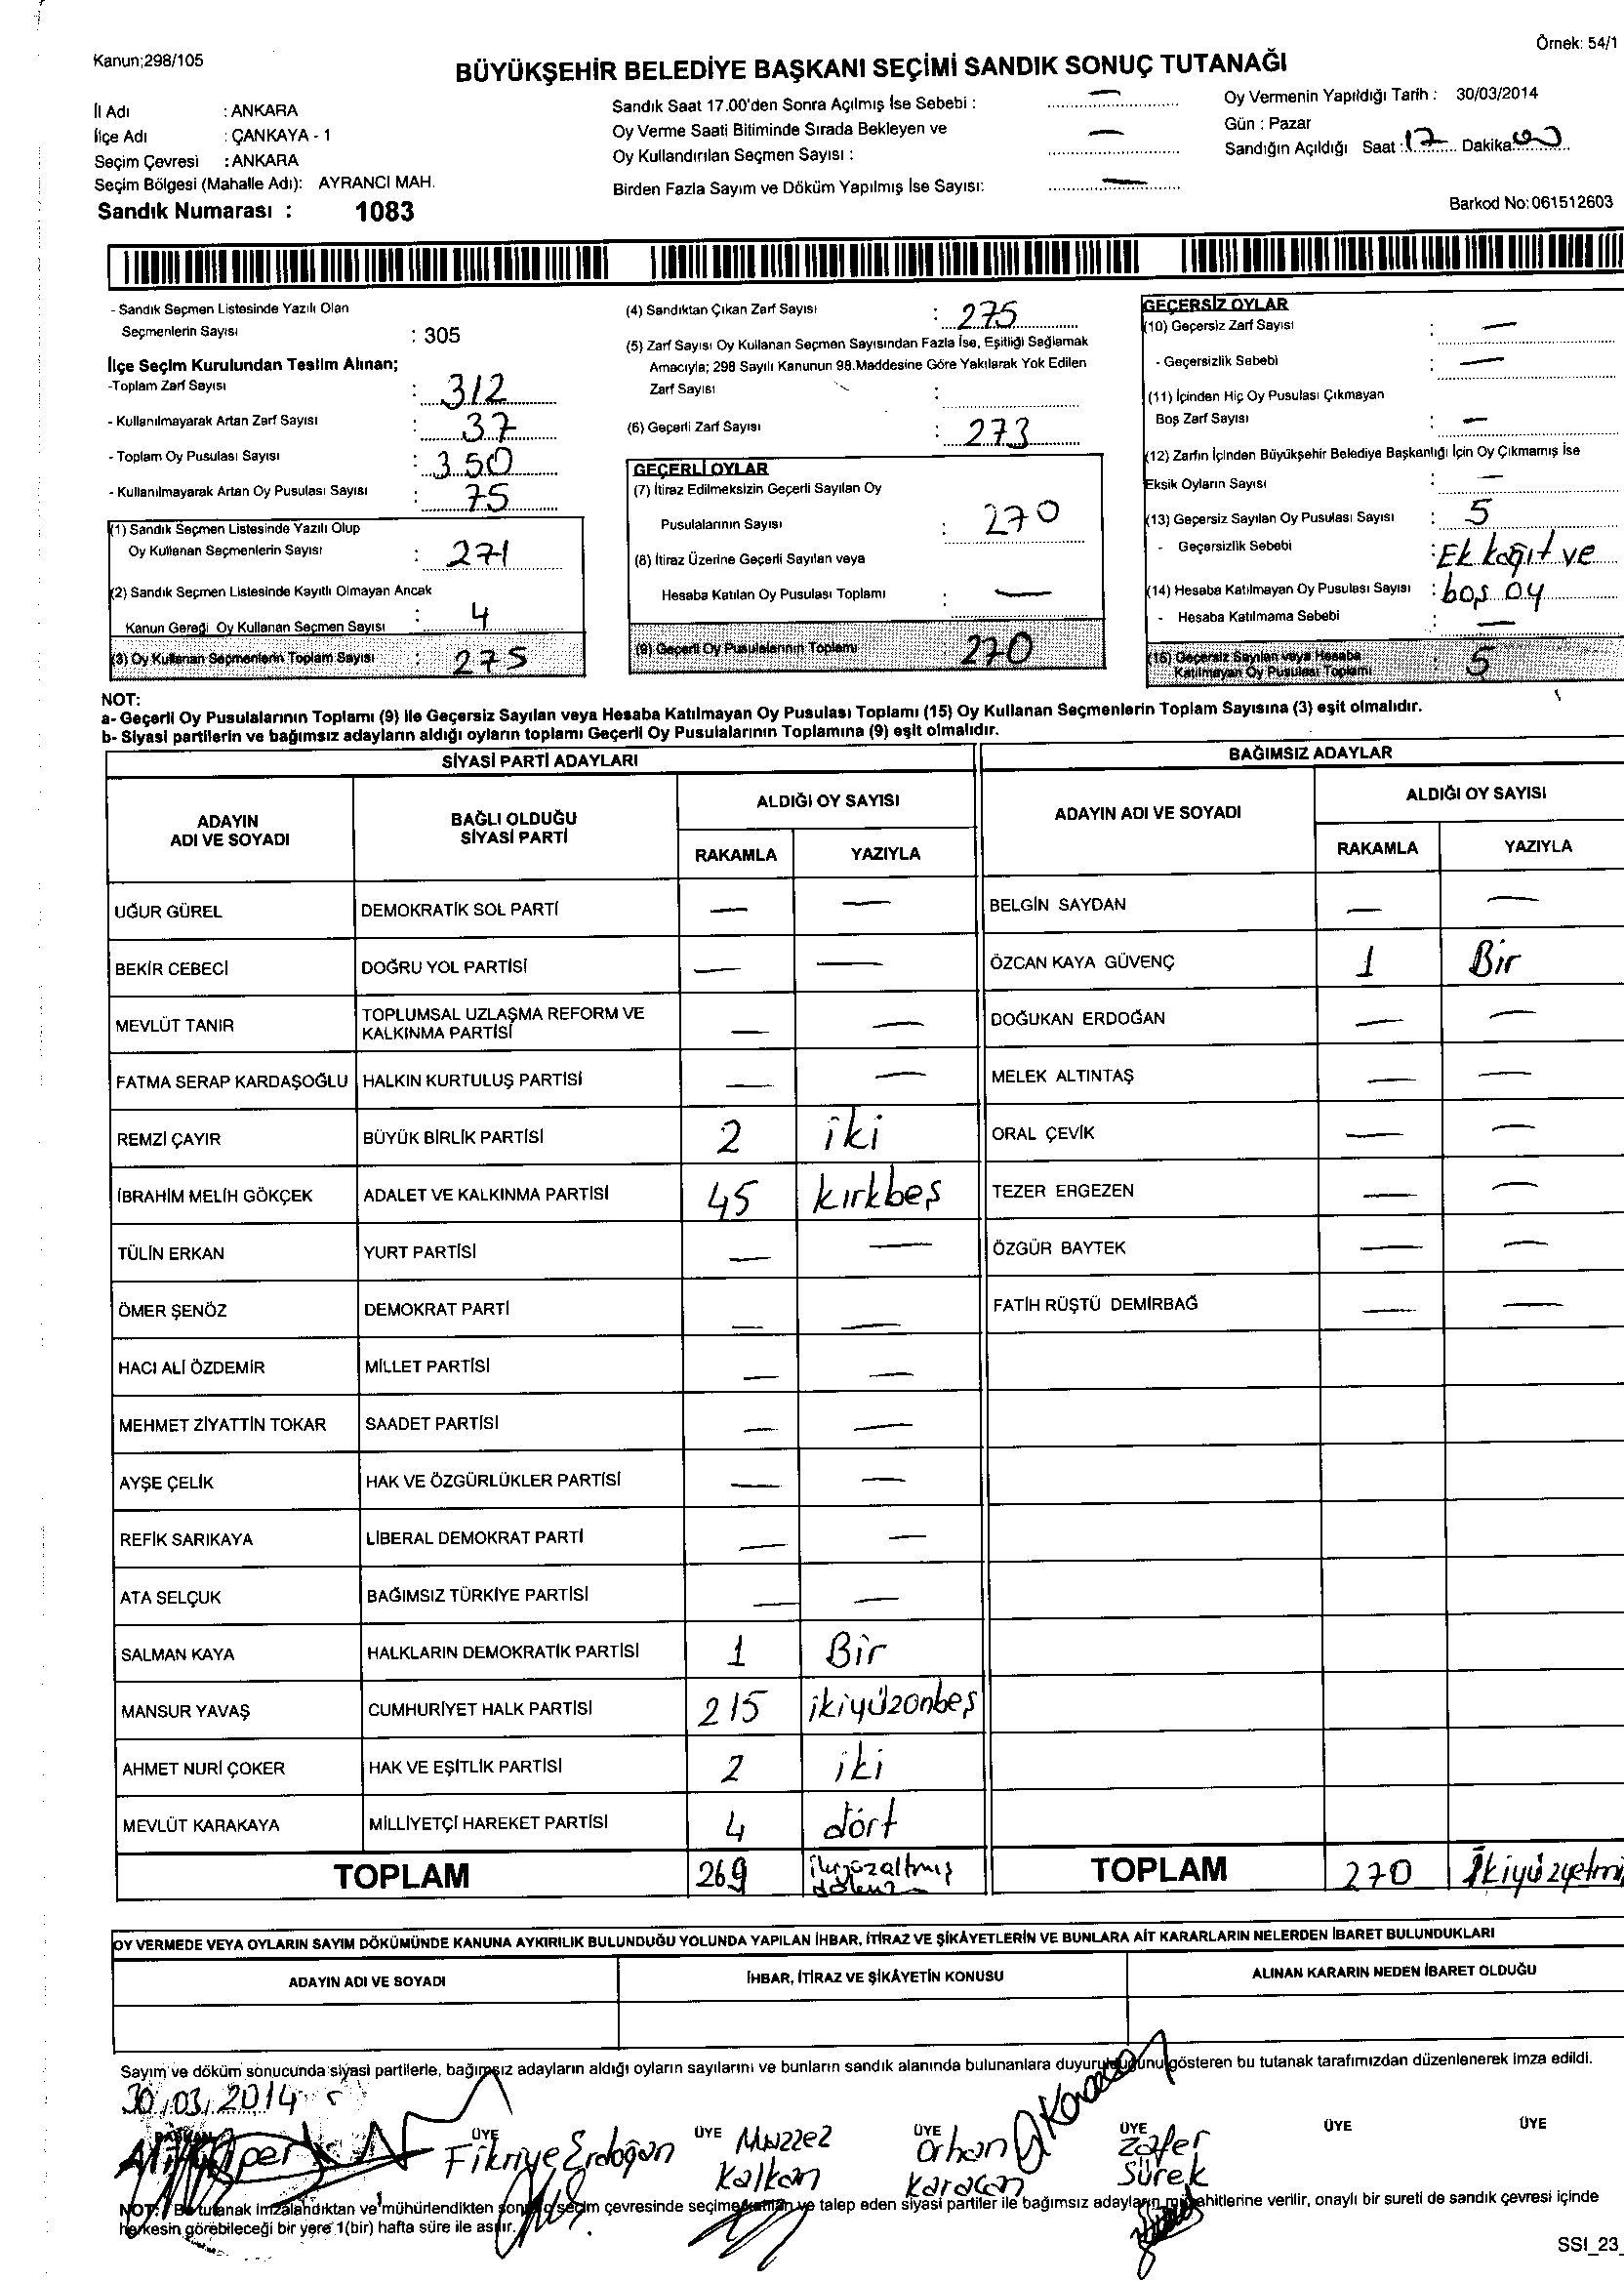 Kanun;298/105
Örnek: 54/1
BÜYÜKŞEHİR BELEDİYE BAŞKANI SEÇİMİ SANDIK SONUÇ TUTANAĞI
İl Adı : ANKARA
İlçe Adı : ÇANKAYA - 1
Seçim Çevresi : ANKARA
Seçim Bölgesi (Mahalle Adı): AYRANCI MAH.
Sandık Numarası : 1083
Sandık Saat 17.00'den Sonra Açılmış İse Sebebi : —
Oy Verme Saati Bitiminde Sırada Bekleyen ve
Oy Kullandırılan Seçmen Sayısı : —
Birden Fazla Sayım ve Döküm Yapılmış İse Sayısı: —
Oy Vermenin Yapıldığı Tarih : 30/03/2014
Gün : Pazar
Sandığın Açıldığı Saat : 17 Dakika 00
Barkod No: 061512603
- Sandık Seçmen Listesinde Yazılı Olan
Seçmenlerin Sayısı : 305
İlçe Seçim Kurulundan Teslim Alınan;
-Toplam Zarf Sayısı : 312
- Kullanılmayarak Artan Zarf Sayısı : 37
- Toplam Oy Pusulası Sayısı : 350
- Kullanılmayarak Artan Oy Pusulası Sayısı : 75
(1) Sandık Seçmen Listesinde Yazılı Olup
Oy Kullanan Seçmenlerin Sayısı : 271
(2) Sandık Seçmen Listesinde Kayıtlı Olmayan Ancak
Kanun Gereği Oy Kullanan Seçmen Sayısı : 4
(3) Oy Kullanan Seçmenlerin Toplam Sayısı : 275
(4) Sandıktan Çıkan Zarf Sayısı : 275
(5) Zarf Sayısı Oy Kullanan Seçmen Sayısından Fazla İse, Eşitliği Sağlamak
Amacıyla; 298 Sayılı Kanunun 98.Maddesine Göre Yakılarak Yok Edilen
Zarf Sayısı :
(6) Geçerli Zarf Sayısı : 273
GEÇERLİ OYLAR
(7) İtiraz Edilmeksizin Geçerli Sayılan Oy
Pusulalarının Sayısı : 270
(8) İtiraz Üzerine Geçerli Sayılan veya
Hesaba Katılan Oy Pusulası Toplamı : —
(9) Geçerli Oy Pusulalarının Toplamı 270
GEÇERSİZ OYLAR
(10) Geçersiz Zarf Sayısı : —
- Geçersizlik Sebebi : —
(11) İçinden Hiç Oy Pusulası Çıkmayan
Boş Zarf Sayısı : —
(12) Zarfın İçinden Büyükşehir Belediye Başkanlığı İçin Oy Çıkmamış İse
Eksik Oyların Sayısı : —
(13) Geçersiz Sayılan Oy Pusulası Sayısı : 5
- Geçersizlik Sebebi : Ek kağıt ve
(14) Hesaba Katılmayan Oy Pusulası Sayısı : boş oy
- Hesaba Katılmama Sebebi : —
(15) Geçersiz Sayılan veya Hesaba
Katılmayan Oy Pusulası Toplamı : 5
NOT:
a- Geçerli Oy Pusulalarının Toplamı (9) ile Geçersiz Sayılan veya Hesaba Katılmayan Oy Pusulası Toplamı (15) Oy Kullanan Seçmenlerin Toplam Sayısına (3) eşit olmalıdır.
b- Siyasi partilerin ve bağımsız adayların aldığı oyların toplamı Geçerli Oy Pusulalarının Toplamına (9) eşit olmalıdır.
SİYASİ PARTİ ADAYLARI
ADAYIN ADI VE SOYADI
BAĞLI OLDUĞU SİYASİ PARTİ
ALDIĞI OY SAYISI
RAKAMLA YAZIYLA
UĞUR GÜREL DEMOKRATİK SOL PARTİ — —
BEKİR CEBECİ DOĞRU YOL PARTİSİ — —
MEVLÜT TANIR TOPLUMSAL UZLAŞMA REFORM VE KALKINMA PARTİSİ — —
FATMA SERAP KARDAŞOĞLU HALKIN KURTULUŞ PARTİSİ — —
REMZİ ÇAYIR BÜYÜK BİRLİK PARTİSİ 2 iki
İBRAHİM MELİH GÖKÇEK ADALET VE KALKINMA PARTİSİ 45 kırkbeş
TÜLİN ERKAN YURT PARTİSİ — —
ÖMER ŞENÖZ DEMOKRAT PARTİ — —
HACI ALİ ÖZDEMİR MİLLET PARTİSİ — —
MEHMET ZİYATTİN TOKAR SAADET PARTİSİ — —
AYŞE ÇELİK HAK VE ÖZGÜRLÜKLER PARTİSİ — —
REFİK SARIKAYA LİBERAL DEMOKRAT PARTİ — —
ATA SELÇUK BAĞIMSIZ TÜRKİYE PARTİSİ — —
SALMAN KAYA HALKLARIN DEMOKRATİK PARTİSİ 1 Bir
MANSUR YAVAŞ CUMHURİYET HALK PARTİSİ 215 ikiyüzonbeş
AHMET NURİ ÇOKER HAK VE EŞİTLİK PARTİSİ 2 iki
MEVLÜT KARAKAYA MİLLİYETÇİ HAREKET PARTİSİ 4 dört
TOPLAM 269
BAĞIMSIZ ADAYLAR
ADAYIN ADI VE SOYADI
ALDIĞI OY SAYISI
RAKAMLA YAZIYLA
BELGİN SAYDAN — —
ÖZCAN KAYA GÜVENÇ 1 Bir
DOĞUKAN ERDOĞAN — —
MELEK ALTINTAŞ — —
ORAL ÇEVİK — —
TEZER ERGEZEN — —
ÖZGÜR BAYTEK — —
FATİH RÜŞTÜ DEMİRBAĞ — —
TOPLAM 270 İkiyüzyetmi
OY VERMEDE VEYA OYLARIN SAYIM DÖKÜMÜNDE KANUNA AYKIRILIK BULUNDUĞU YOLUNDA YAPILAN İHBAR, İTİRAZ VE ŞİKÂYETLERİN VE BUNLARA AİT KARARLARIN NELERDEN İBARET BULUNDUKLARI
ADAYIN ADI VE SOYADI İHBAR, İTİRAZ VE ŞİKÂYETİN KONUSU ALINAN KARARIN NEDEN İBARET OLDUĞU
Sayım ve döküm sonucunda siyasi partilerle, bağımsız adayların aldığı oyların sayılarını ve bunların sandık alanında bulunanlara duyurulduğunu gösteren bu tutanak tarafımızdan düzenlenerek imza edildi.
30.03.2014
BAŞKAN ÜYE ÜYE ÜYE ÜYE ÜYE ÜYE
Fikriye Erdoğan
Kalkan
Orhan Karacan
Zafer Sürek
NOT: Bu tutanak imzalandıktan ve mühürlendikten sonra o seçim çevresinde seçime katılan ve talep eden siyasi partiler ile bağımsız adayların müşahitlerine verilir, onaylı bir sureti de sandık çevresi içinde
herkesin görebileceği bir yere 1(bir) hafta süre ile asılır.
SSI_23_